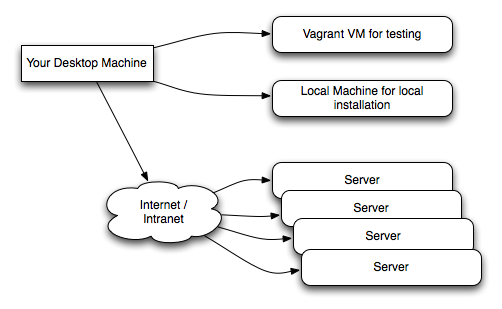 Vagrant VM for testing
Your Desktop Machine
Local Machine for local
installation
Internet /
Intranet
Server
Server
Server
Server